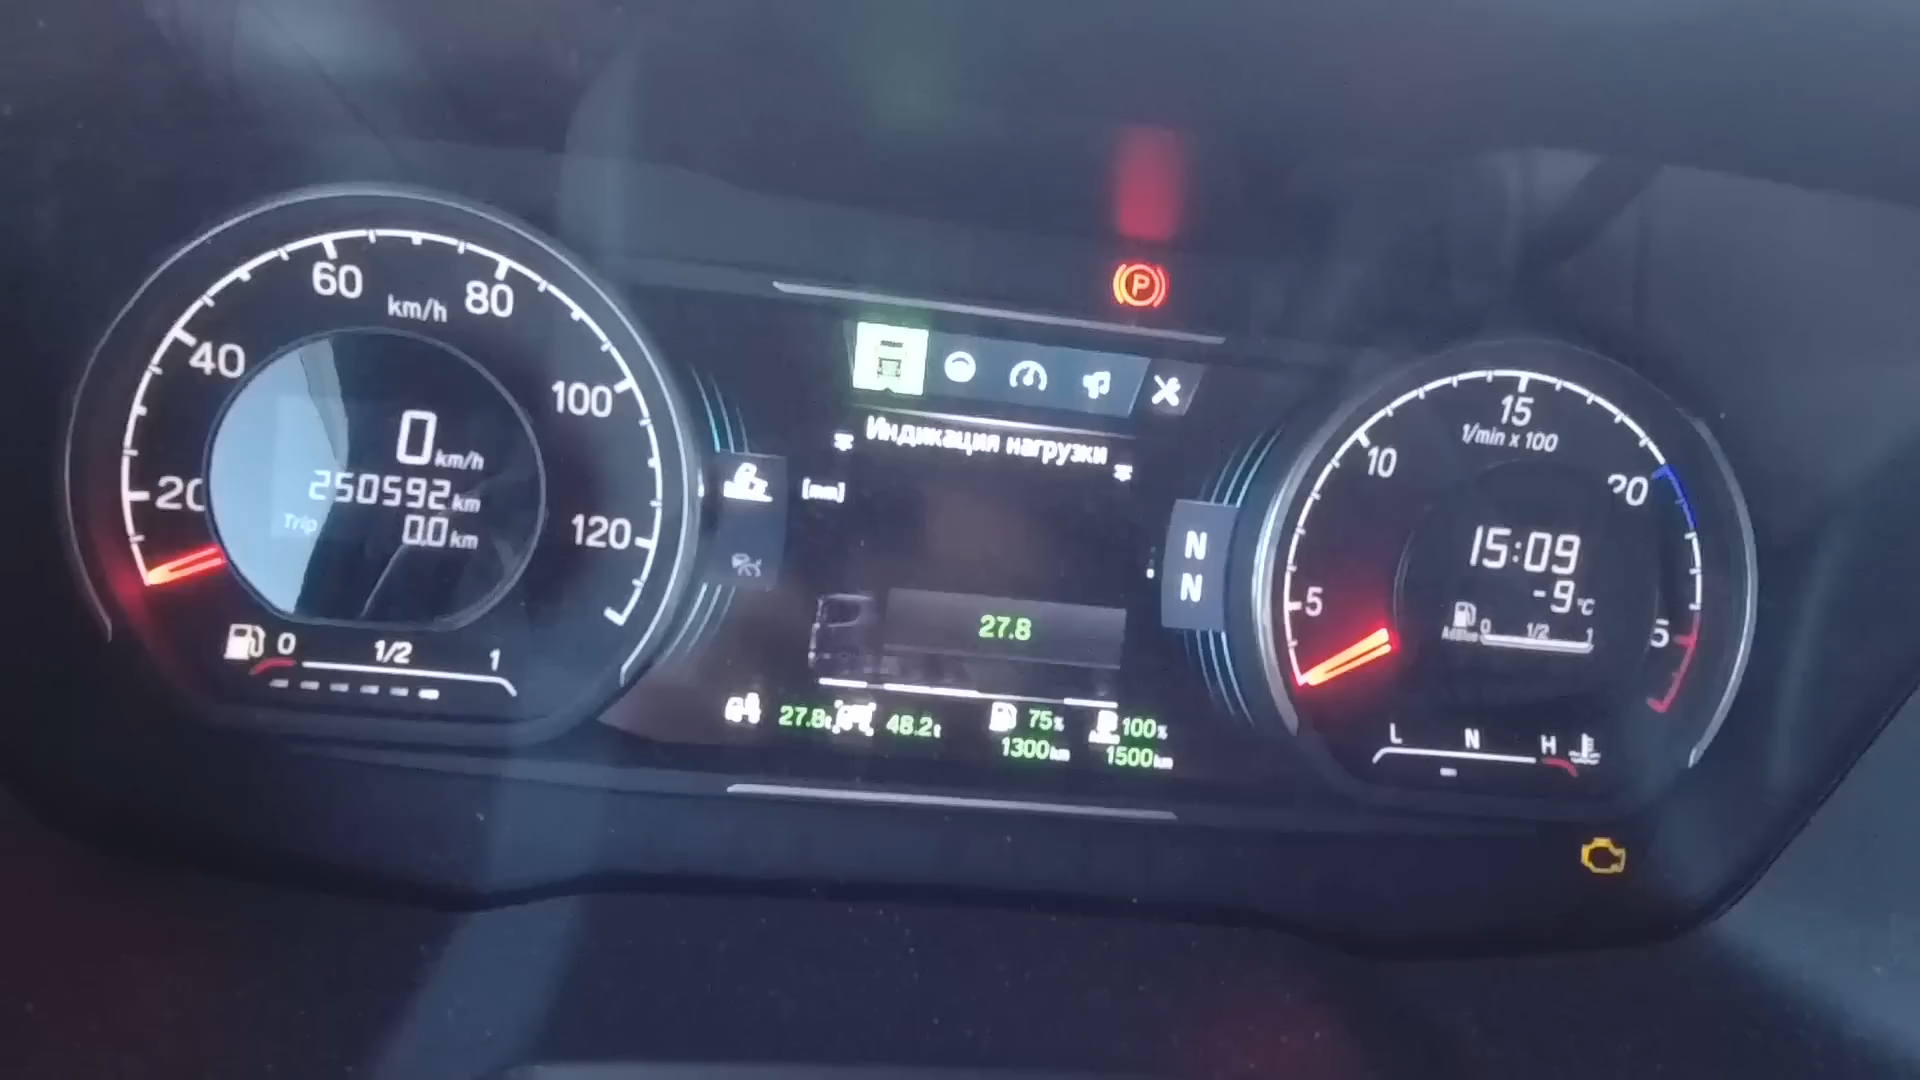 20
40
60
80
100
120
km/h
0 km/h
250592 km
Trip 0.0 km
0 1/2 1
P
Индикация нагрузки
[mm]
27.8
27.8t 48.2t 75% 100%
1300km 1500km
N
N
5
10
15
20
1/min x 100
15:09
-9°C
AdBlue 0 1/2 1
L N H